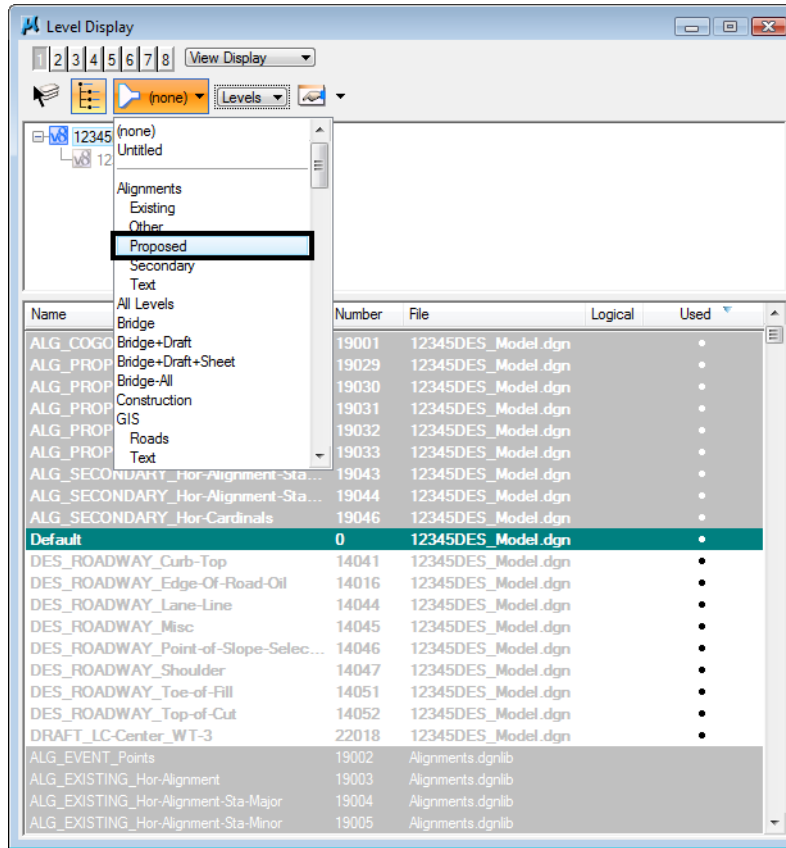 Level Display
1 2 3 4 5 6 7 8 View Display
(none) Levels
v8 12345
v8 12
(none)
Untitled
Alignments
Existing
Other
Proposed
Secondary
Text
All Levels
Bridge
Bridge+Draft
Bridge+Draft+Sheet
Bridge-All
Construction
GIS
Roads
Text
Name Number File Logical Used
ALG_COGO 19001 12345DES_Model.dgn
ALG_PROP 19029 12345DES_Model.dgn
ALG_PROP 19030 12345DES_Model.dgn
ALG_PROP 19031 12345DES_Model.dgn
ALG_PROP 19032 12345DES_Model.dgn
ALG_PROP 19033 12345DES_Model.dgn
ALG_SECONDARY_Hor-Alignment-Sta... 19043 12345DES_Model.dgn
ALG_SECONDARY_Hor-Alignment-Sta... 19044 12345DES_Model.dgn
ALG_SECONDARY_Hor-Cardinals 19046 12345DES_Model.dgn
Default 0 12345DES_Model.dgn
DES_ROADWAY_Curb-Top 14041 12345DES_Model.dgn
DES_ROADWAY_Edge-Of-Road-Oil 14016 12345DES_Model.dgn
DES_ROADWAY_Lane-Line 14044 12345DES_Model.dgn
DES_ROADWAY_Misc 14045 12345DES_Model.dgn
DES_ROADWAY_Point-of-Slope-Selec... 14046 12345DES_Model.dgn
DES_ROADWAY_Shoulder 14047 12345DES_Model.dgn
DES_ROADWAY_Toe-of-Fill 14051 12345DES_Model.dgn
DES_ROADWAY_Top-of-Cut 14052 12345DES_Model.dgn
DRAFT_LC-Center_WT-3 22018 12345DES_Model.dgn
ALG_EVENT_Points 19002 Alignments.dgnlib
ALG_EXISTING_Hor-Alignment 19003 Alignments.dgnlib
ALG_EXISTING_Hor-Alignment-Sta-Major 19004 Alignments.dgnlib
ALG_EXISTING_Hor-Alignment-Sta-Minor 19005 Alignments.dgnlib